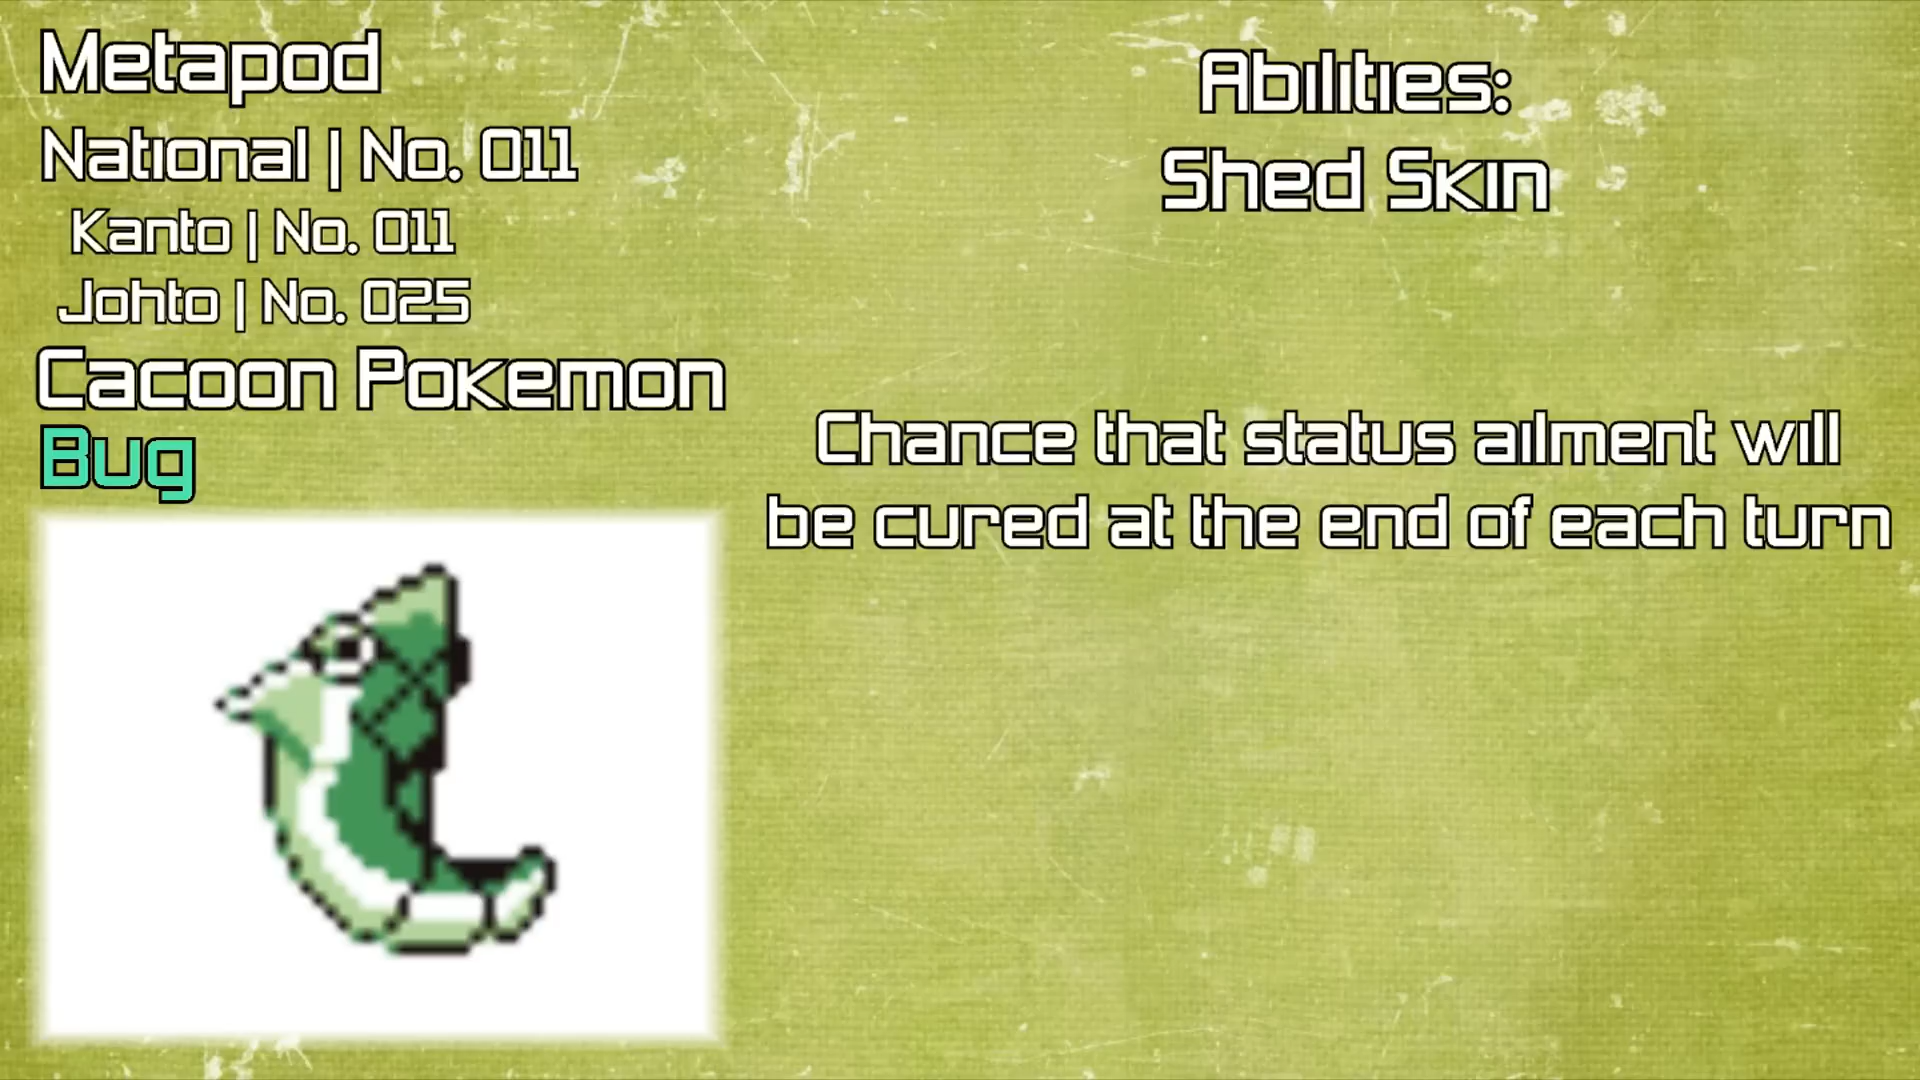 Metapod
National | No. 011
Kanto | No. 011
Johto | No. 025
Cacoon Pokemon
Bug
Abilities:
Shed Skin
Chance that status ailment will
be cured at the end of each turn